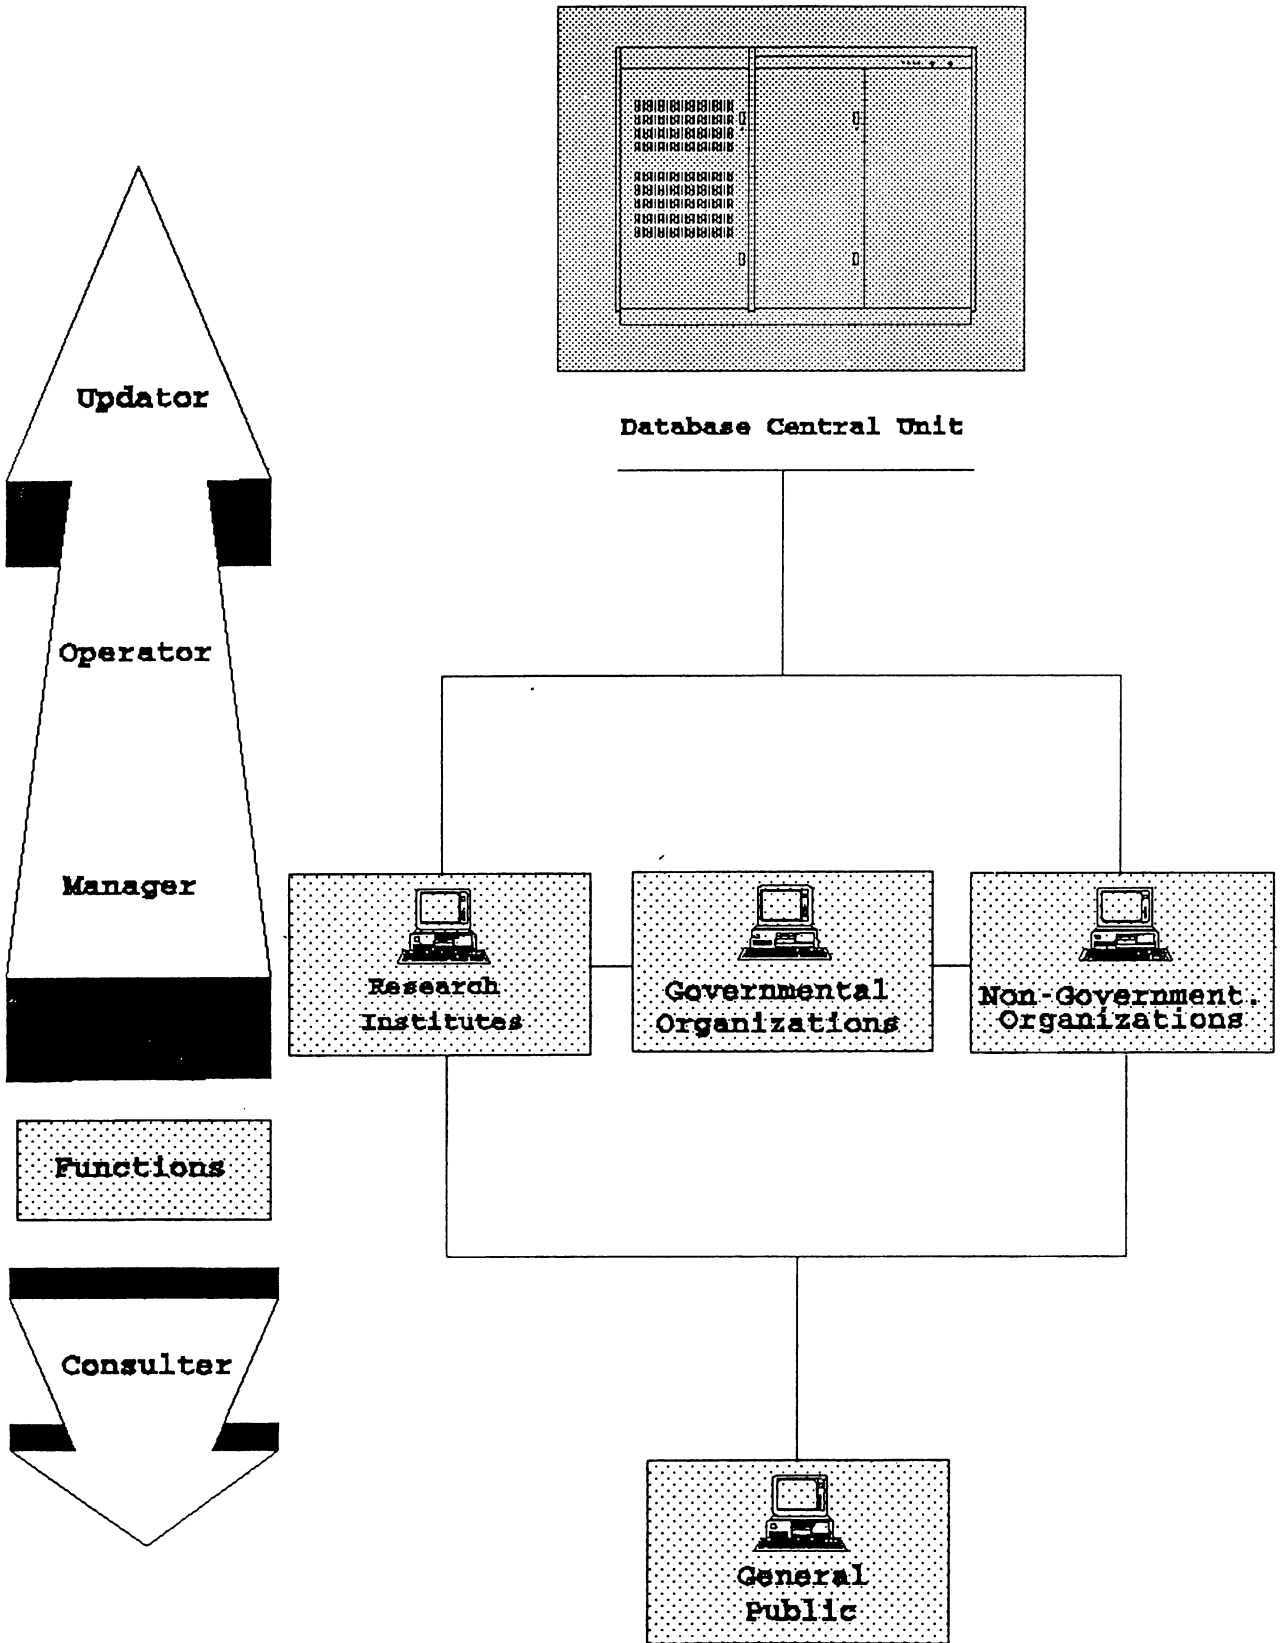 Database Central Unit
Updator
Operator
Manager
Research
Institutes
Governmental
Organizations
Non-Government.
Organizations
Functions
Consulter
General
Public